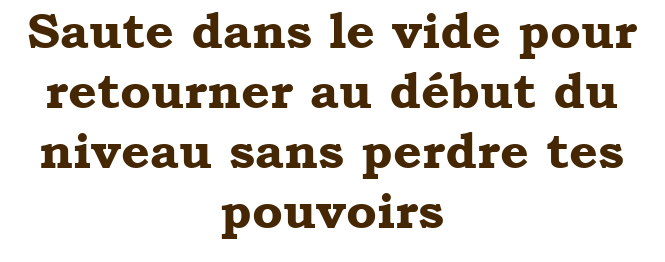 Saute dans le vide pour
retourner au début du
niveau sans perdre tes
pouvoirs